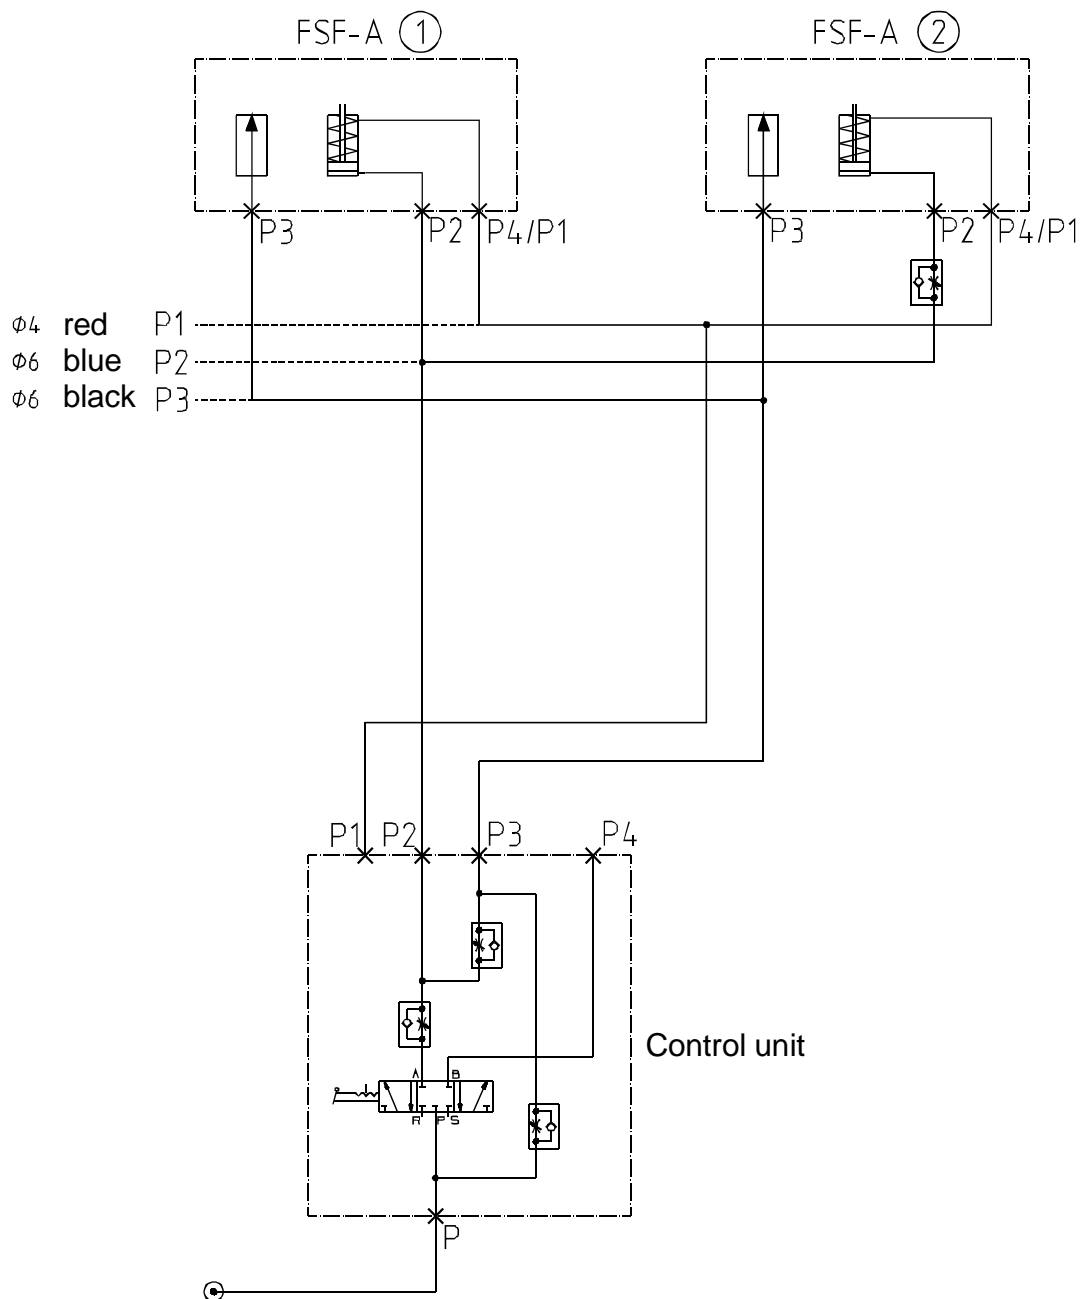 FSF-A 1
FSF-A 2
P3 P2 P4/P1
P3 P2 P4/P1
Φ4 red P1
Φ6 blue P2
Φ6 black P3
P1 P2 P3 P4
Control unit
A B
R P S
P